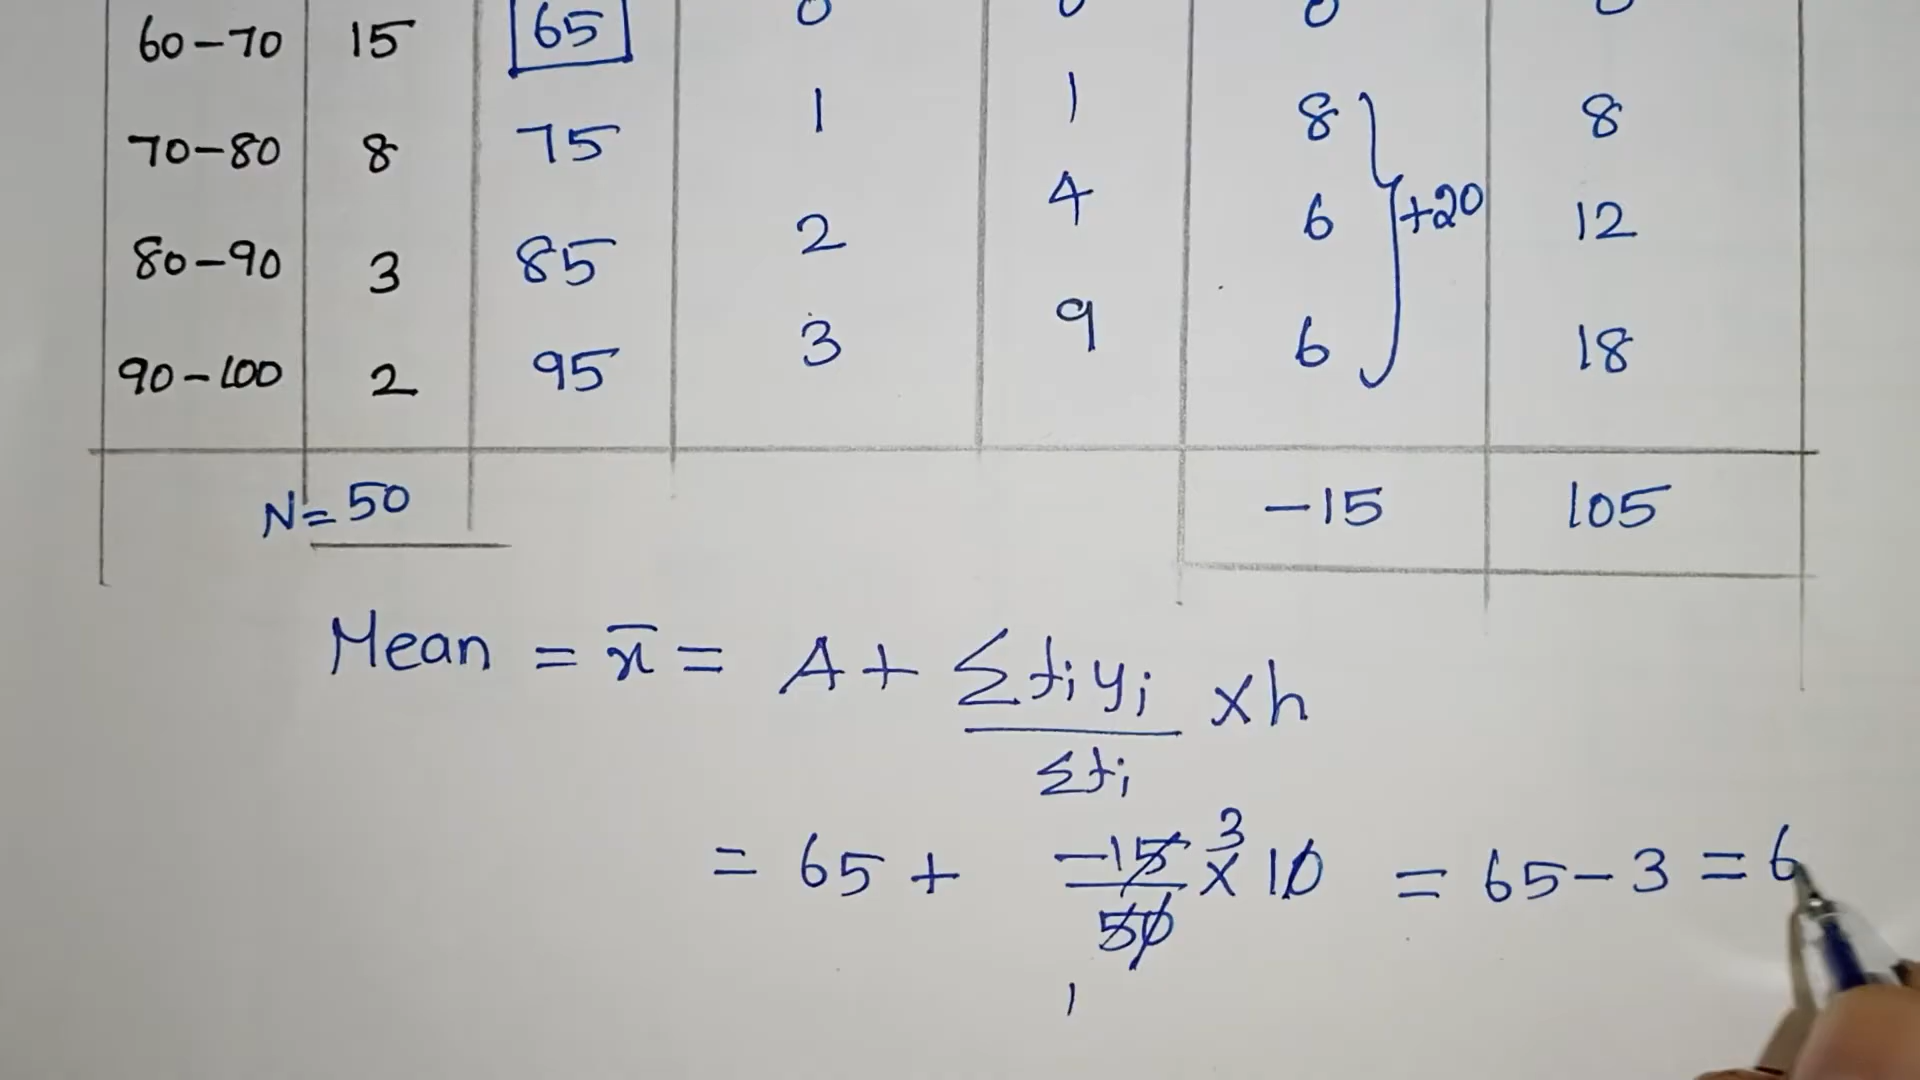 60-70 15 65 0 0 0 0
70-80 8 75 1 1 8 8
80-90 3 85 2 4 6 +20 12
90-100 2 95 3 9 6 18
N= 50 -15 105
Mean = x̄ = A + Σfiyi/Σfi × h
= 65 + -15/50 × 10 = 65 - 3 = 6
3
1